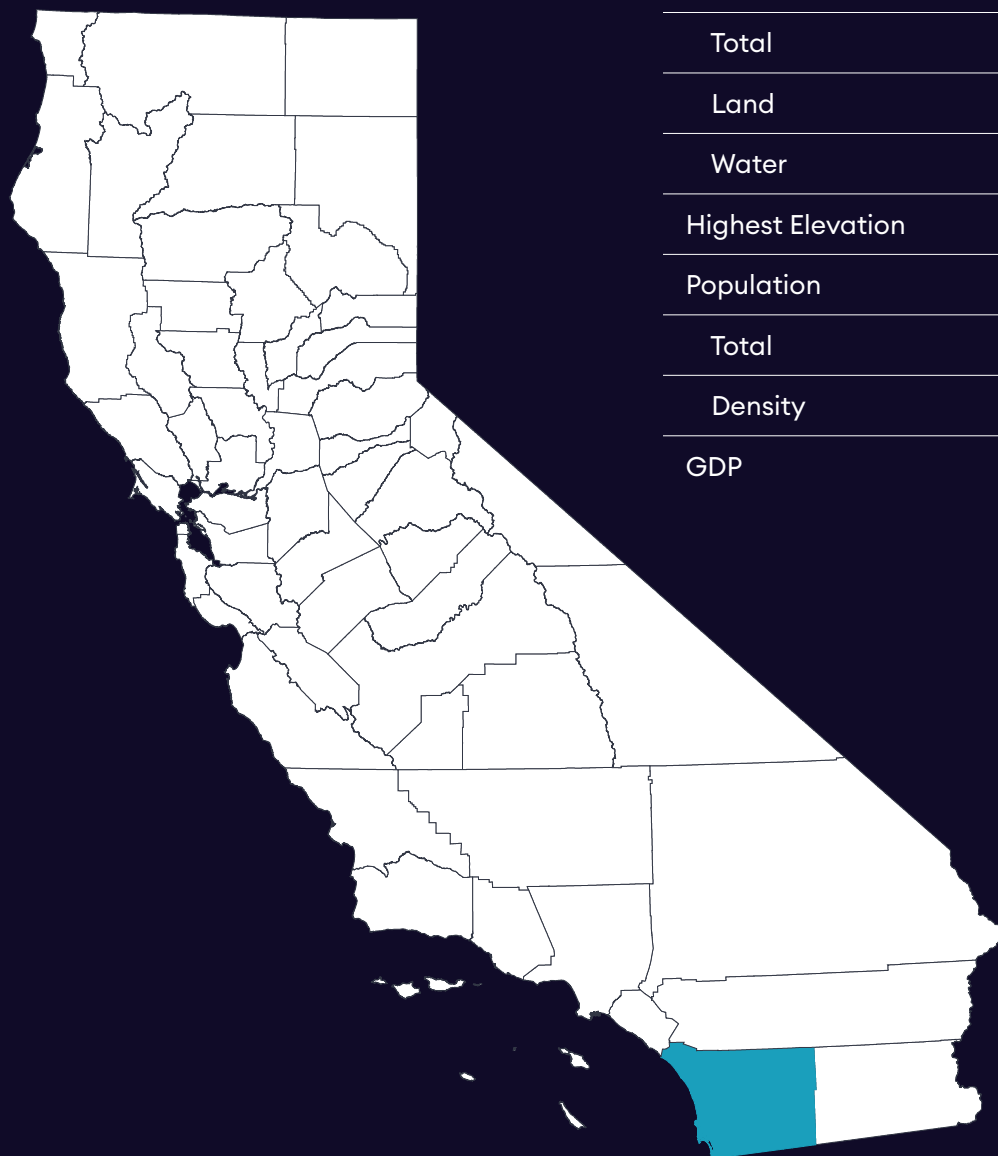 Total
Land
Water
Highest Elevation
Population
Total
Density
GDP